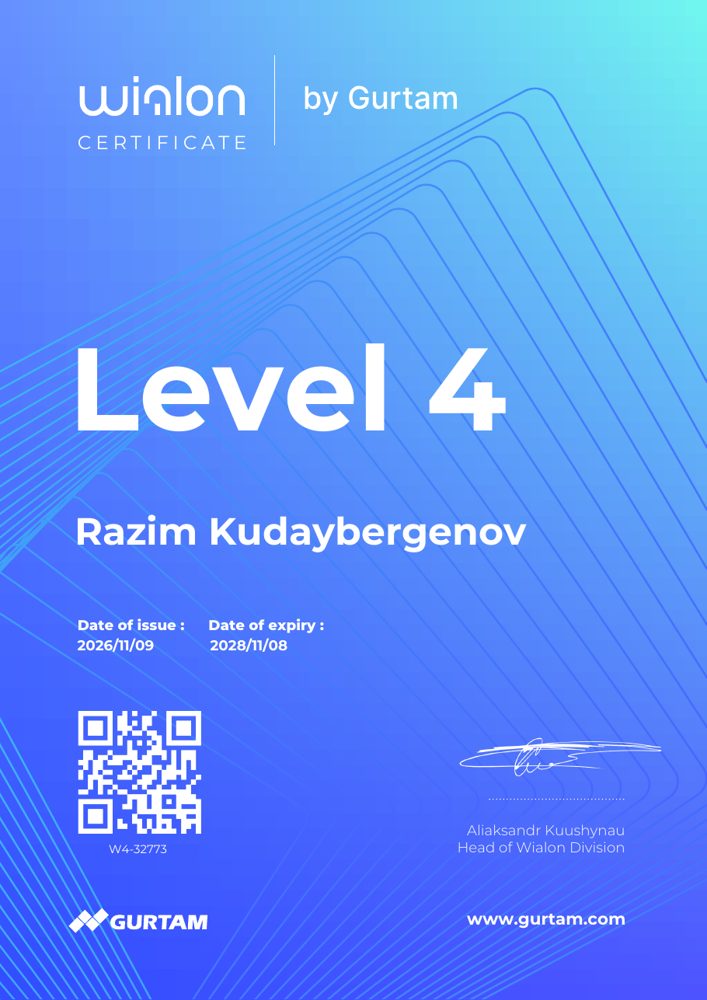 wialon
by Gurtam
CERTIFICATE
Level 4
Razim Kudaybergenov
Date of issue : Date of expiry :
2026/11/09 2028/11/08
W4-32773
Aliaksandr Kuushynau
Head of Wialon Division
GURTAM
www.gurtam.com